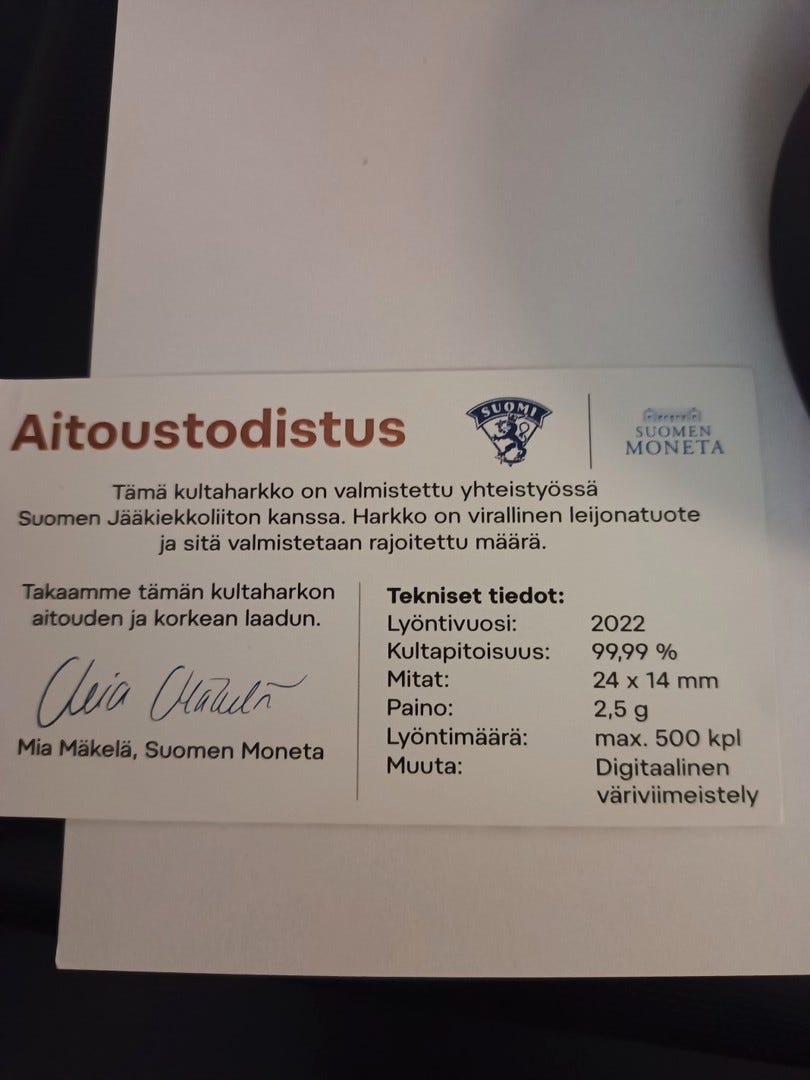 Aitoustodistus
SUOMI
SUOMEN
MONETA
Tämä kultaharkko on valmistettu yhteistyössä
Suomen Jääkiekkoliiton kanssa. Harkko on virallinen leijonatuote
ja sitä valmistetaan rajoitettu määrä.
Takaamme tämän kultaharkon
aitouden ja korkean laadun.
Mia Mäkelä
Mia Mäkelä, Suomen Moneta
Tekniset tiedot:
Lyöntivuosi: 2022
Kultapitoisuus: 99,99 %
Mitat: 24 x 14 mm
Paino: 2,5 g
Lyöntimäärä: max. 500 kpl
Muuta: Digitaalinen
väriviimeistely